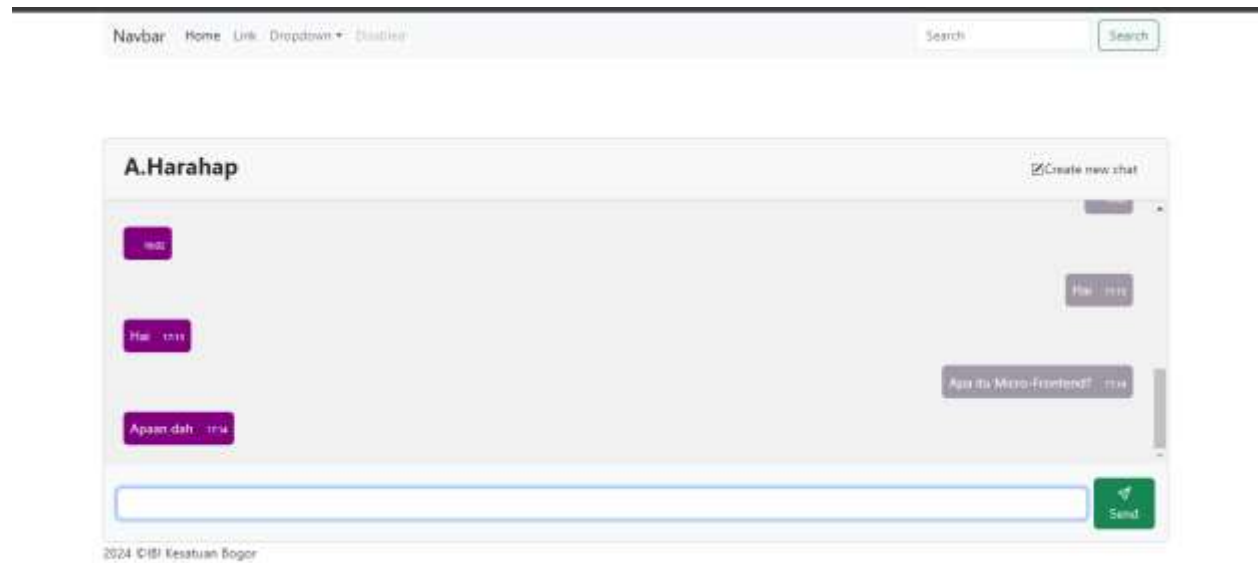 Navbar Home Link Dropdown Disabled Search Search
A.Harahap Create new chat
Hai
Hai
Apa itu Micro-Frontend?
Apaan dah
Send
2024 ©IBI Kesatuan Bogor